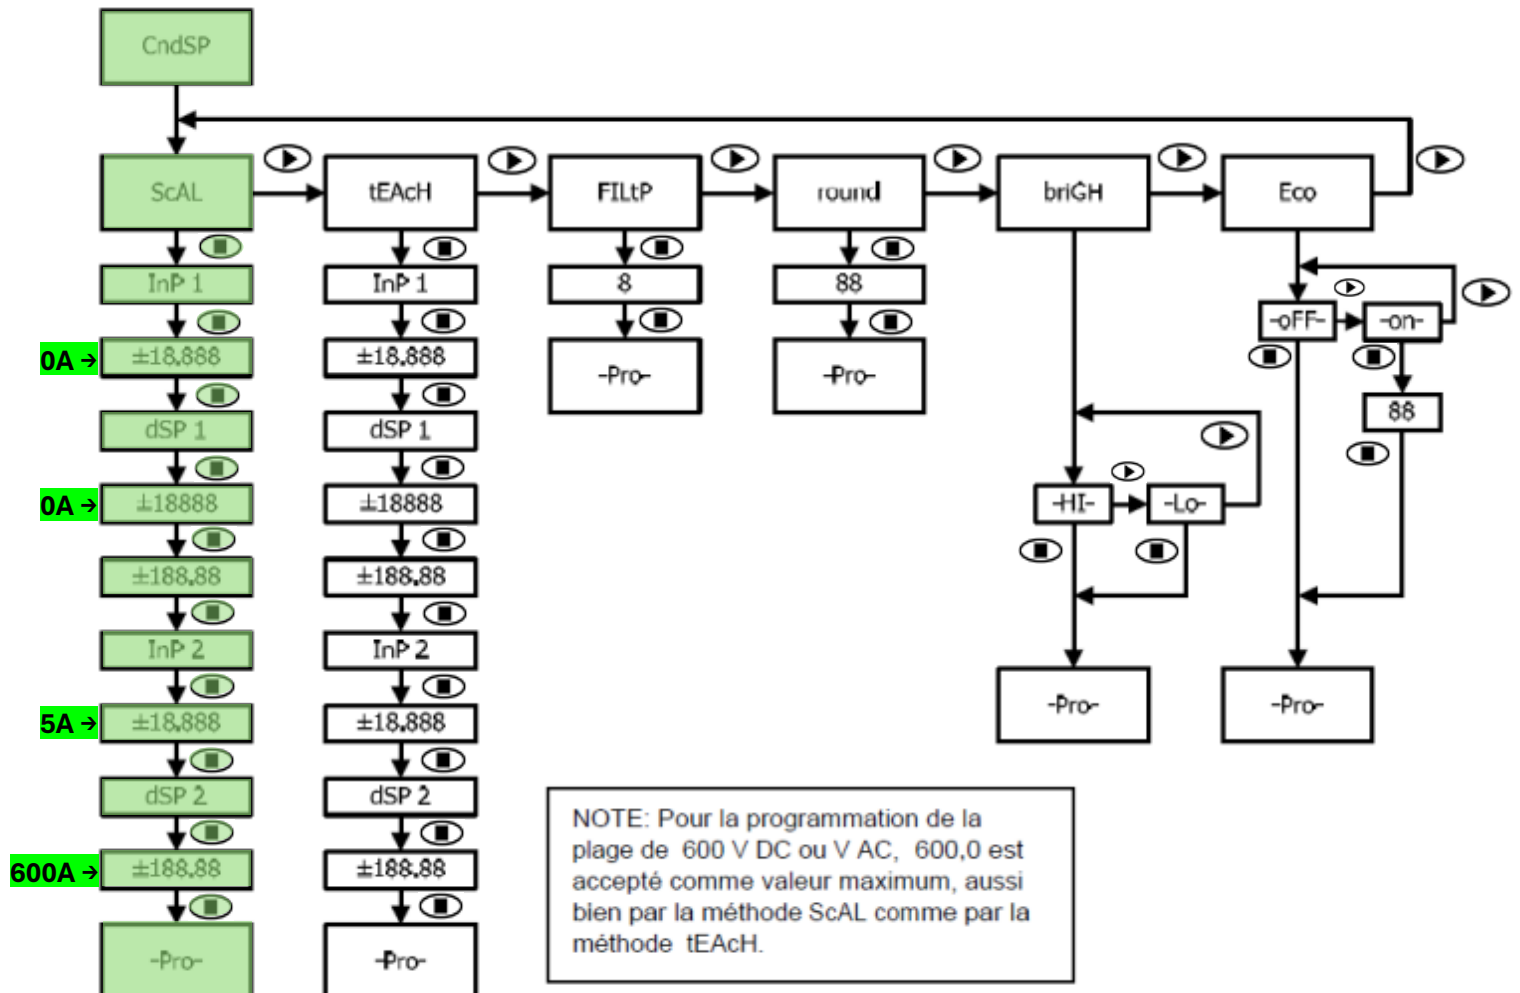 CndSP
ScAL
tEAcH
FILtP
round
briGH
Eco
InP 1
InP 1
8
88
-oFF-
-on-
0A →
±18.888
±18.888
-Pro-
-Pro-
88
dSP 1
dSP 1
0A →
±18888
±18888
-HI-
-Lo-
±188.88
±188.88
InP 2
InP 2
5A →
±18.888
±18.888
-Pro-
-Pro-
dSP 2
dSP 2
600A →
±188.88
±188.88
-Pro-
-Pro-
NOTE: Pour la programmation de la
plage de 600 V DC ou V AC, 600,0 est
accepté comme valeur maximum, aussi
bien par la méthode ScAL comme par la
méthode tEAcH.